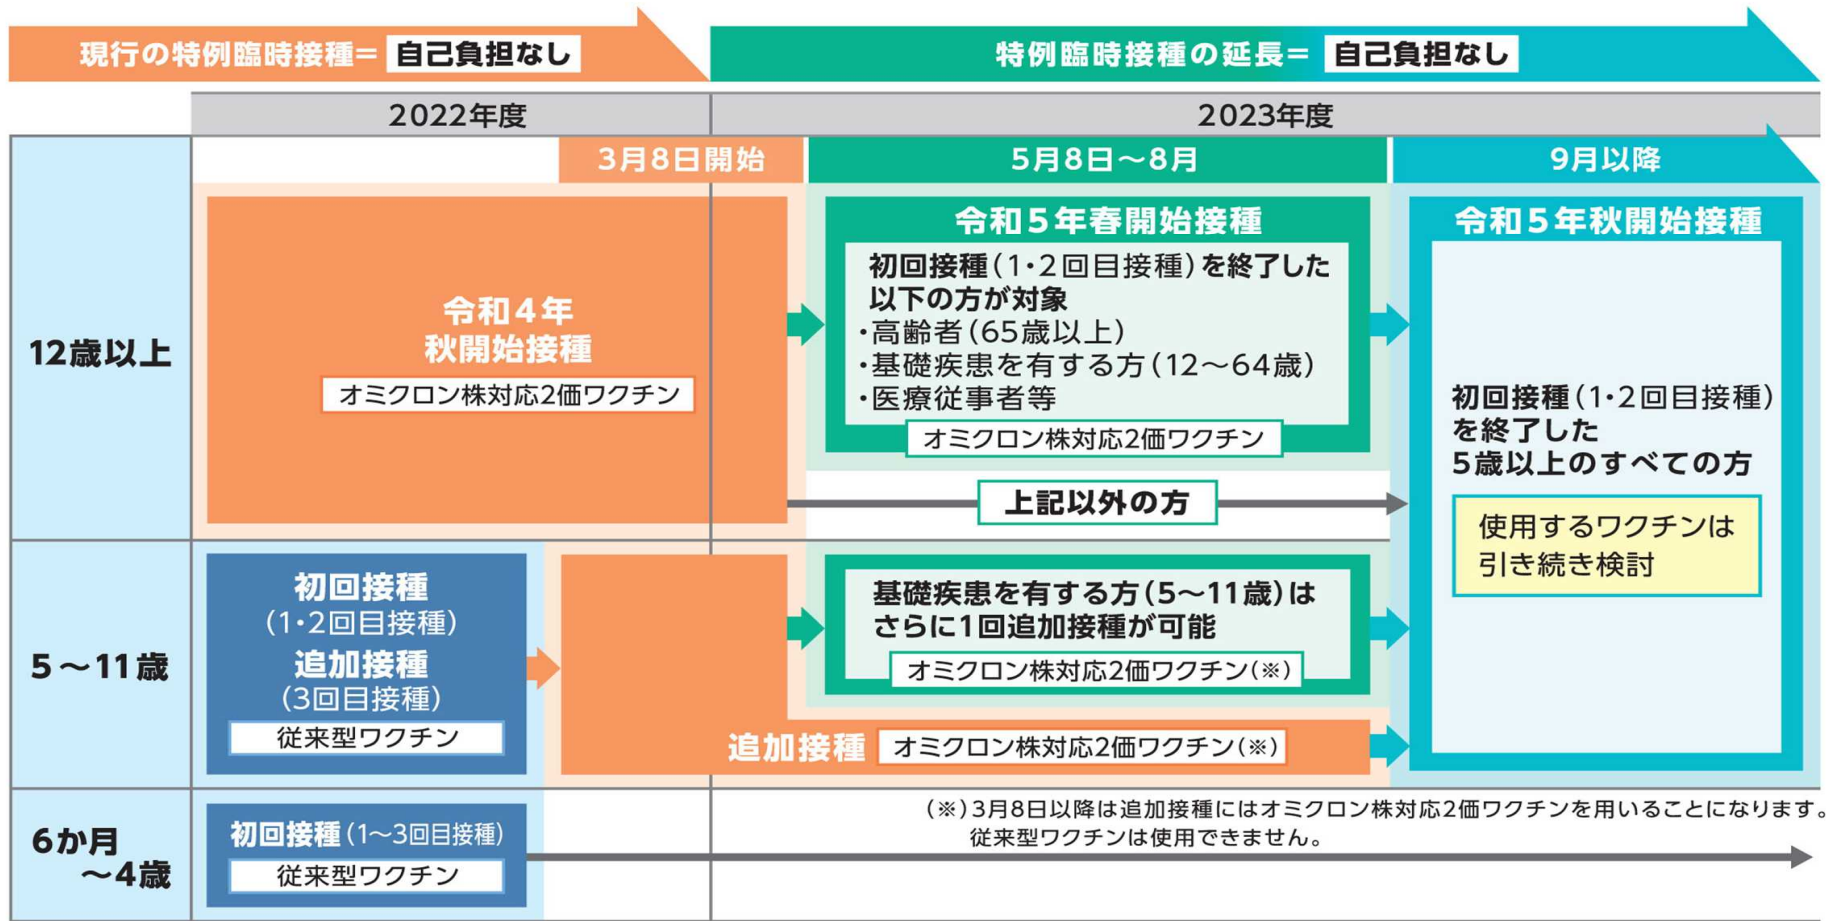 現行の特例臨時接種= 自己負担なし
特例臨時接種の延長= 自己負担なし
2022年度
2023年度
3月8日開始
5月8日～8月
9月以降
12歳以上
令和4年
秋開始接種
オミクロン株対応2価ワクチン
令和5年春開始接種
初回接種(1・2回目接種)を終了した
以下の方が対象
・高齢者(65歳以上)
・基礎疾患を有する方(12～64歳)
・医療従事者等
オミクロン株対応2価ワクチン
上記以外の方
令和5年秋開始接種
初回接種(1・2回目接種)
を終了した
5歳以上のすべての方
使用するワクチンは
引き続き検討
5～11歳
初回接種
(1・2回目接種)
追加接種
(3回目接種)
従来型ワクチン
基礎疾患を有する方(5～11歳)は
さらに1回追加接種が可能
オミクロン株対応2価ワクチン(※)
追加接種 オミクロン株対応2価ワクチン(※)
6か月
～4歳
初回接種(1～3回目接種)
従来型ワクチン
(※)3月8日以降は追加接種にはオミクロン株対応2価ワクチンを用いることになります。
従来型ワクチンは使用できません。